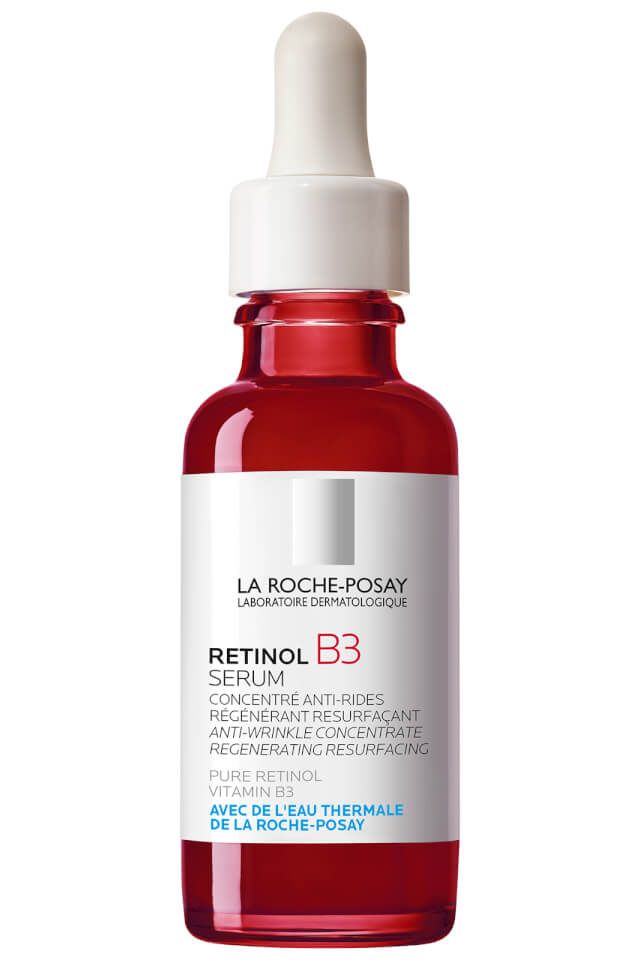 LA ROCHE-POSAY
LABORATOIRE DERMATOLOGIQUE
RETINOL B3
SERUM
CONCENTRÉ ANTI-RIDES
RÉGÉNÉRANT RESURFAÇANT
ANTI-WRINKLE CONCENTRATE
REGENERATING RESURFACING
PURE RETINOL
VITAMIN B3
AVEC DE L'EAU THERMALE
DE LA ROCHE-POSAY